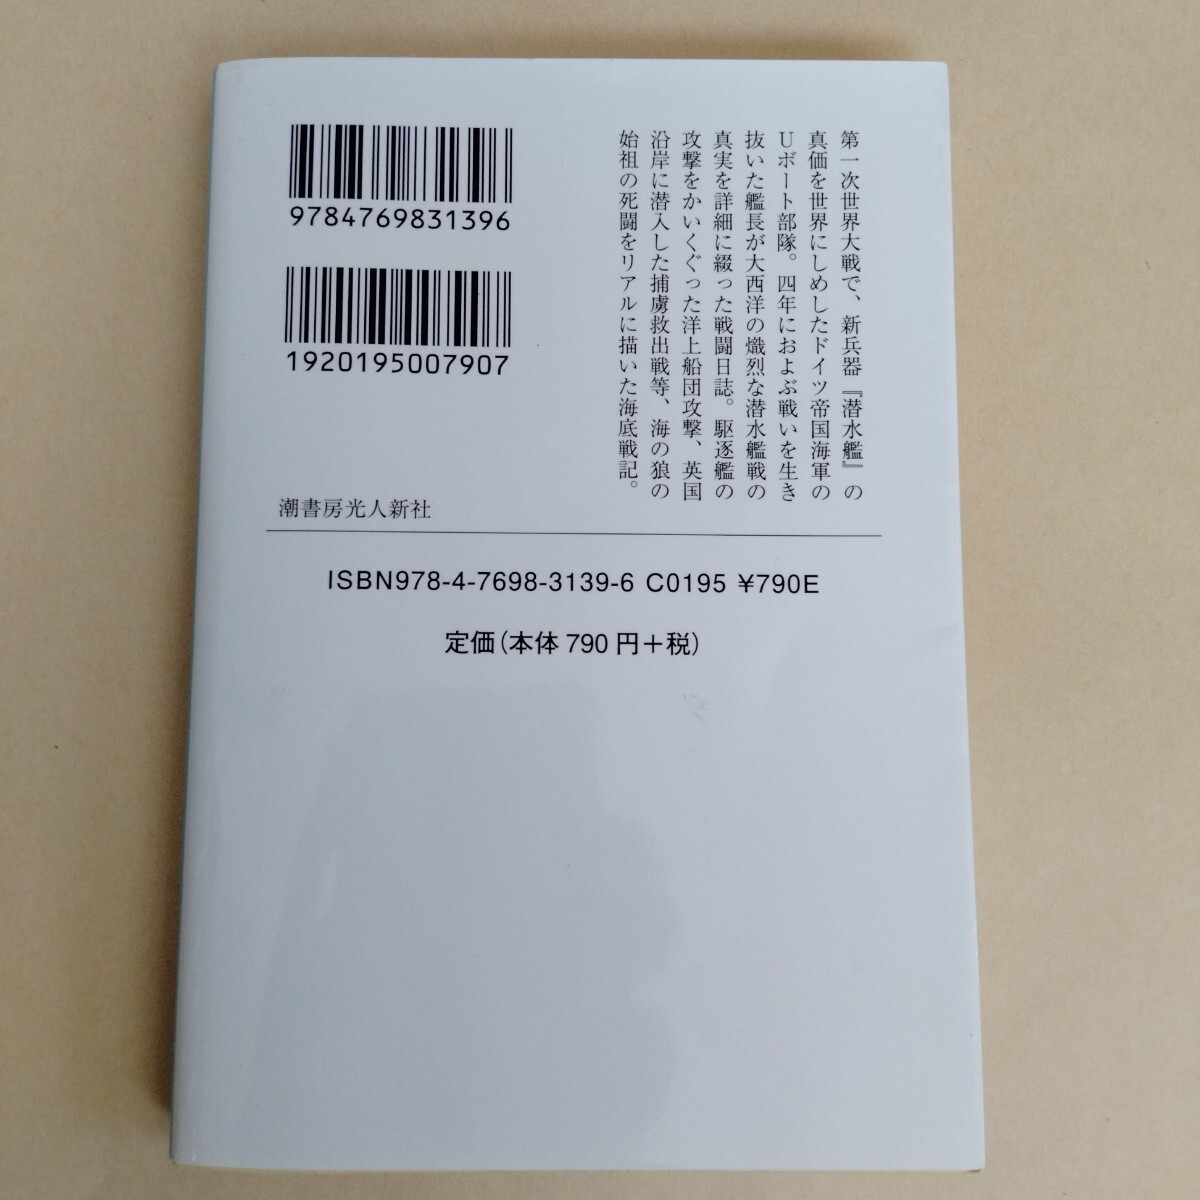 9784769831396
1920195007907
第一次世界大戦で、新兵器『潜水艦』の
真価を世界にしめしたドイツ帝国海軍の
Uボート部隊。四年におよぶ戦いを生き
抜いた艦長が大西洋の熾烈な潜水艦戦の
真実を詳細に綴った戦闘日誌。駆逐艦の
攻撃をかいくぐった洋上船団攻撃、英国
沿岸に潜入した捕虜救出戦等、海の狼の
始祖の死闘をリアルに描いた海底戦記。
潮書房光人新社
ISBN978-4-7698-3139-6 C0195 ¥790E
定価(本体790円+税)